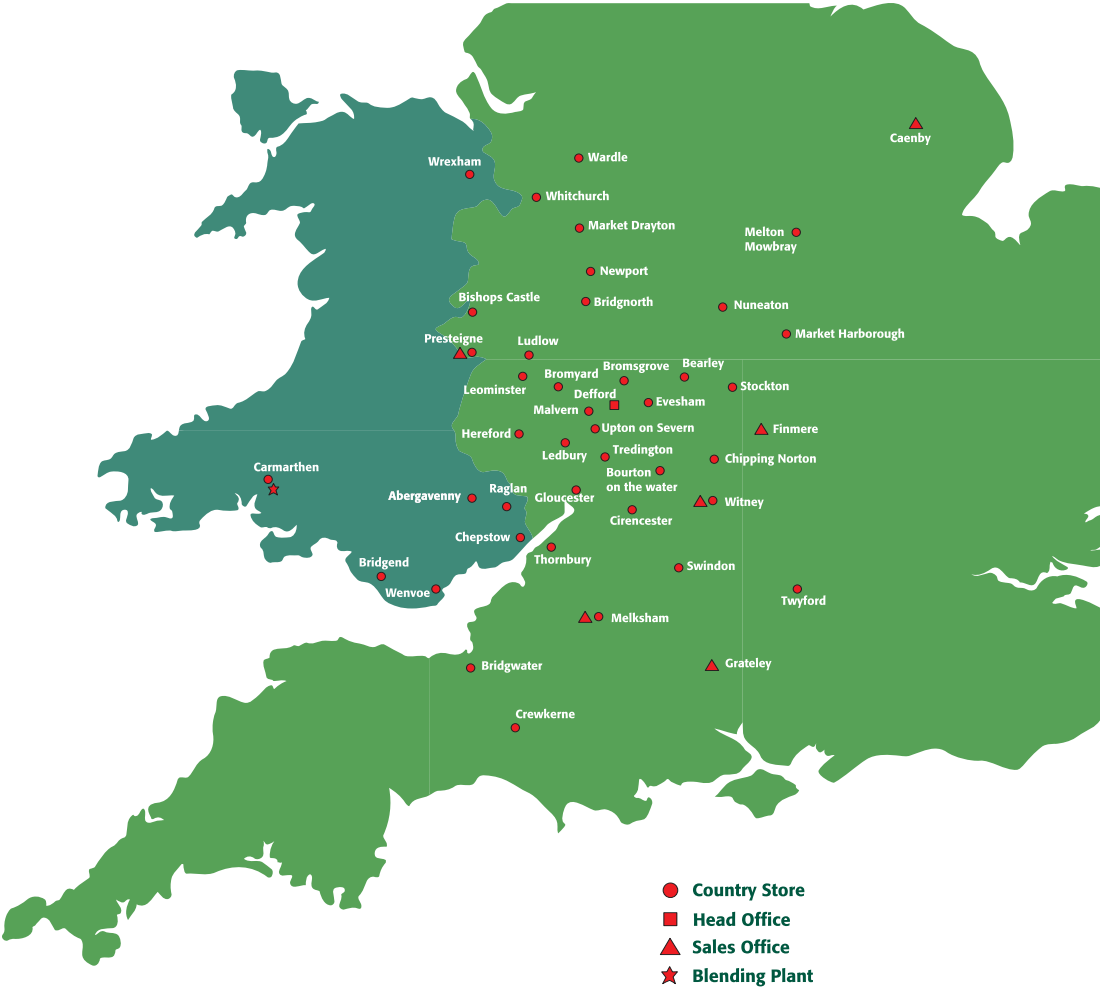 Caenby
Wrexham
Wardle
Whitchurch
Market Drayton
Melton
Mowbray
Newport
Bishops Castle
Bridgnorth
Nuneaton
Market Harborough
Presteigne
Ludlow
Bromsgrove
Bearley
Bromyard
Leominster
Stockton
Defford
Evesham
Malvern
Upton on Severn
Finmere
Hereford
Ledbury
Tredington
Chipping Norton
Carmarthen
Bourton
on the water
Raglan
Abergavenny
Gloucester
Witney
Cirencester
Chepstow
Thornbury
Bridgend
Swindon
Wenvoe
Twyford
Melksham
Bridgwater
Grateley
Crewkerne
Country Store
Head Office
Sales Office
Blending Plant